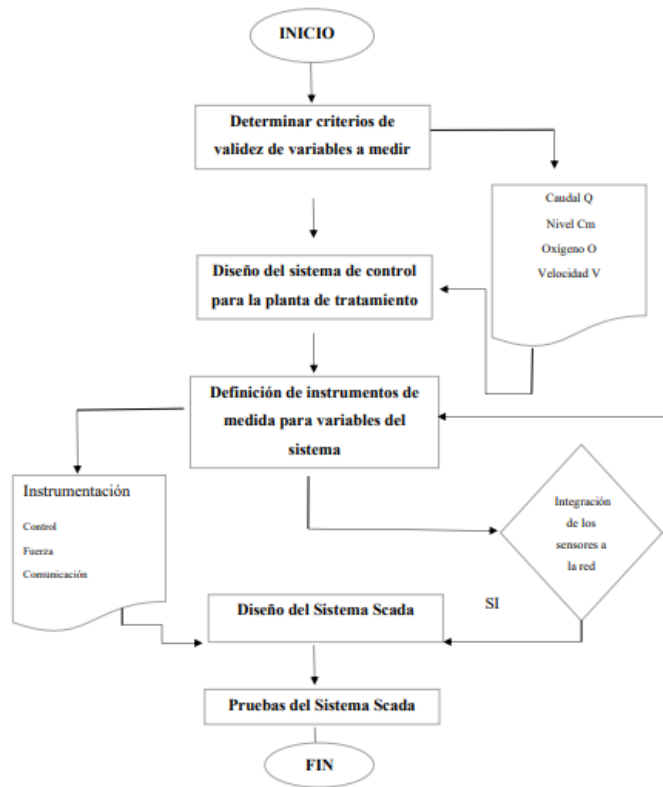 INICIO
Determinar criterios de
validez de variables a medir
Caudal Q
Nivel Cm
Oxígeno O
Velocidad V
Diseño del sistema de control
para la planta de tratamiento
Definición de instrumentos de
medida para variables del
sistema
Instrumentación
Control
Fuerza
Comunicación
Integración
de los
sensores a
la red
SI
Diseño del Sistema Scada
Pruebas del Sistema Scada
FIN